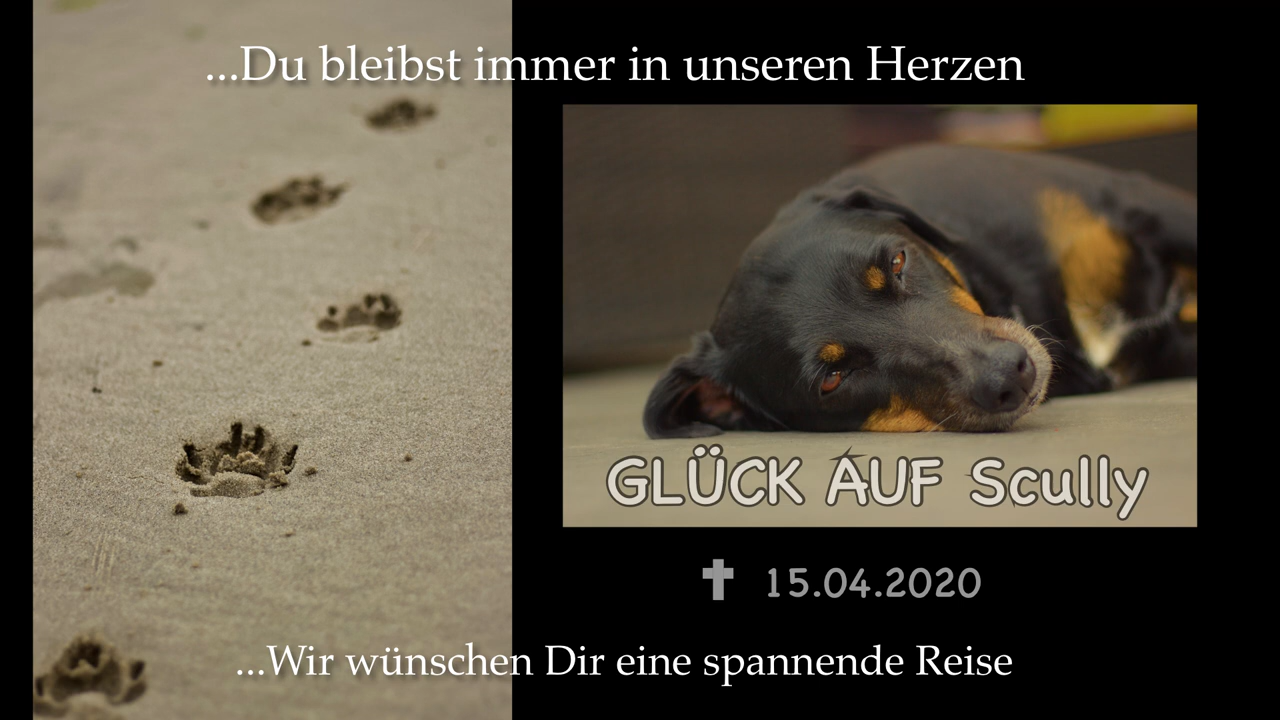 ...Du bleibst immer in unseren Herzen
GLÜCK AUF Scully
15.04.2020
...Wir wünschen Dir eine spannende Reise